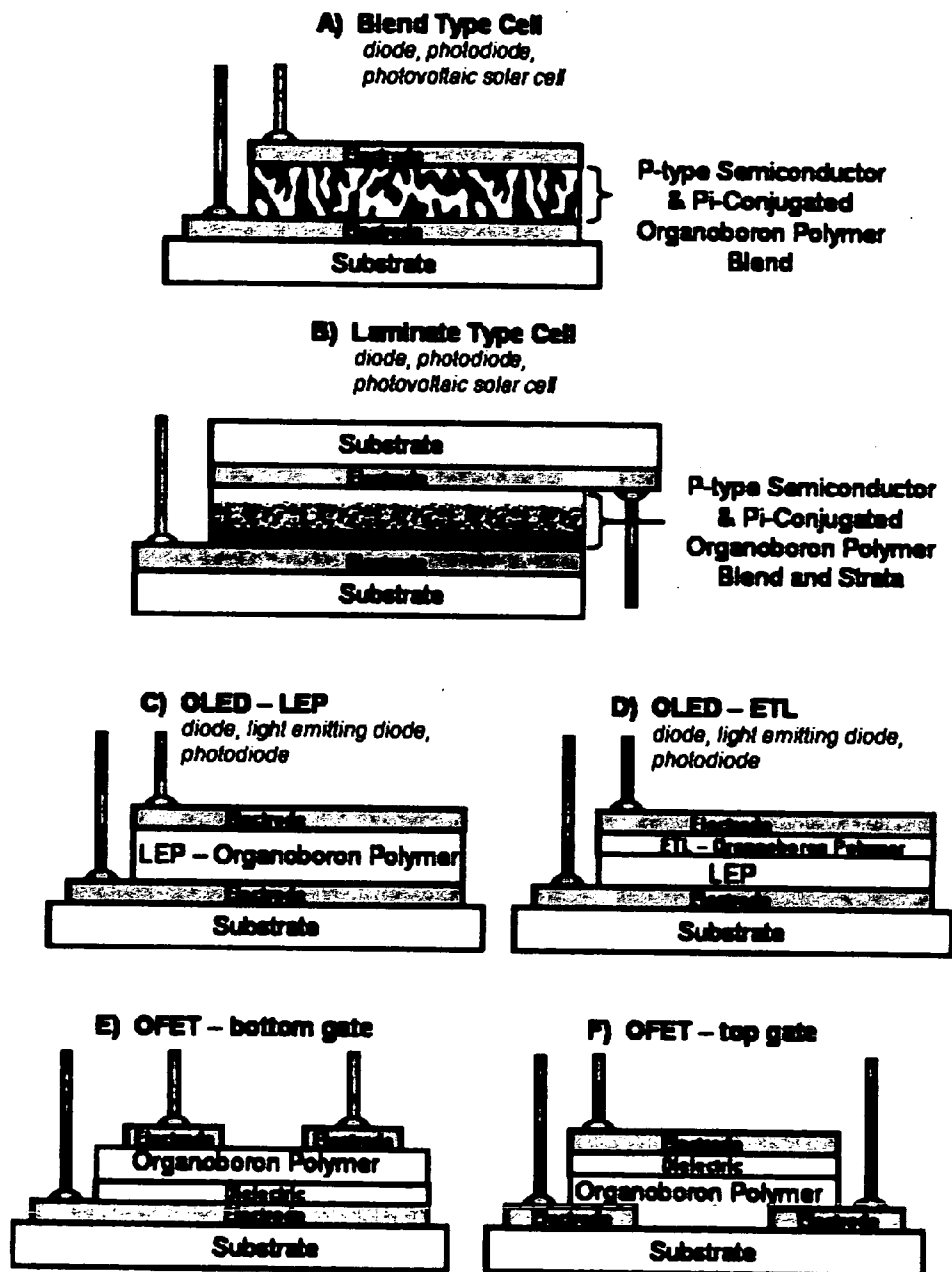 A) Blend Type Cell
diode, photodiode,
photovoltaic solar cell
Electrode
P-type Semiconductor
& Pi-Conjugated
Organoboron Polymer
Blend
Electrode
Substrate
B) Laminate Type Cell
diode, photodiode,
photovoltaic solar cell
Substrate
Electrode
P-type Semiconductor
& Pi-Conjugated
Organoboron Polymer
Blend and Strata
Substrate
C) OLED – LEP
diode, light emitting diode,
photodiode
Electrode
LEP – Organoboron Polymer
Electrode
Substrate
D) OLED – ETL
diode, light emitting diode,
photodiode
Electrode
ETL – Organoboron Polymer
LEP
Electrode
Substrate
E) OFET – bottom gate
Electrode
Electrode
Organoboron Polymer
Dielectric
Electrode
Substrate
F) OFET – top gate
Electrode
Dielectric
Organoboron Polymer
Electrode
Electrode
Substrate